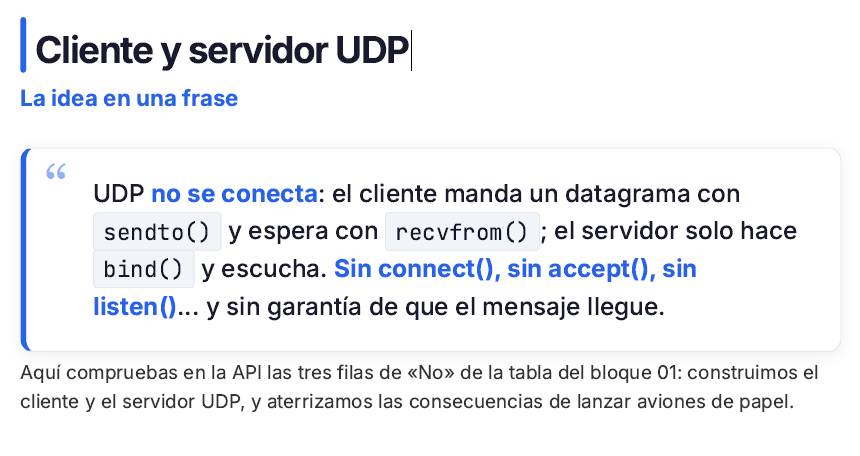 Cliente y servidor UDP
La idea en una frase
“
UDP no se conecta: el cliente manda un datagrama con
sendto() y espera con recvfrom(); el servidor solo hace
bind() y escucha. Sin connect(), sin accept(), sin
listen()... y sin garantía de que el mensaje llegue.
Aquí compruebas en la API las tres filas de «No» de la tabla del bloque 01: construimos el
cliente y el servidor UDP, y aterrizamos las consecuencias de lanzar aviones de papel.